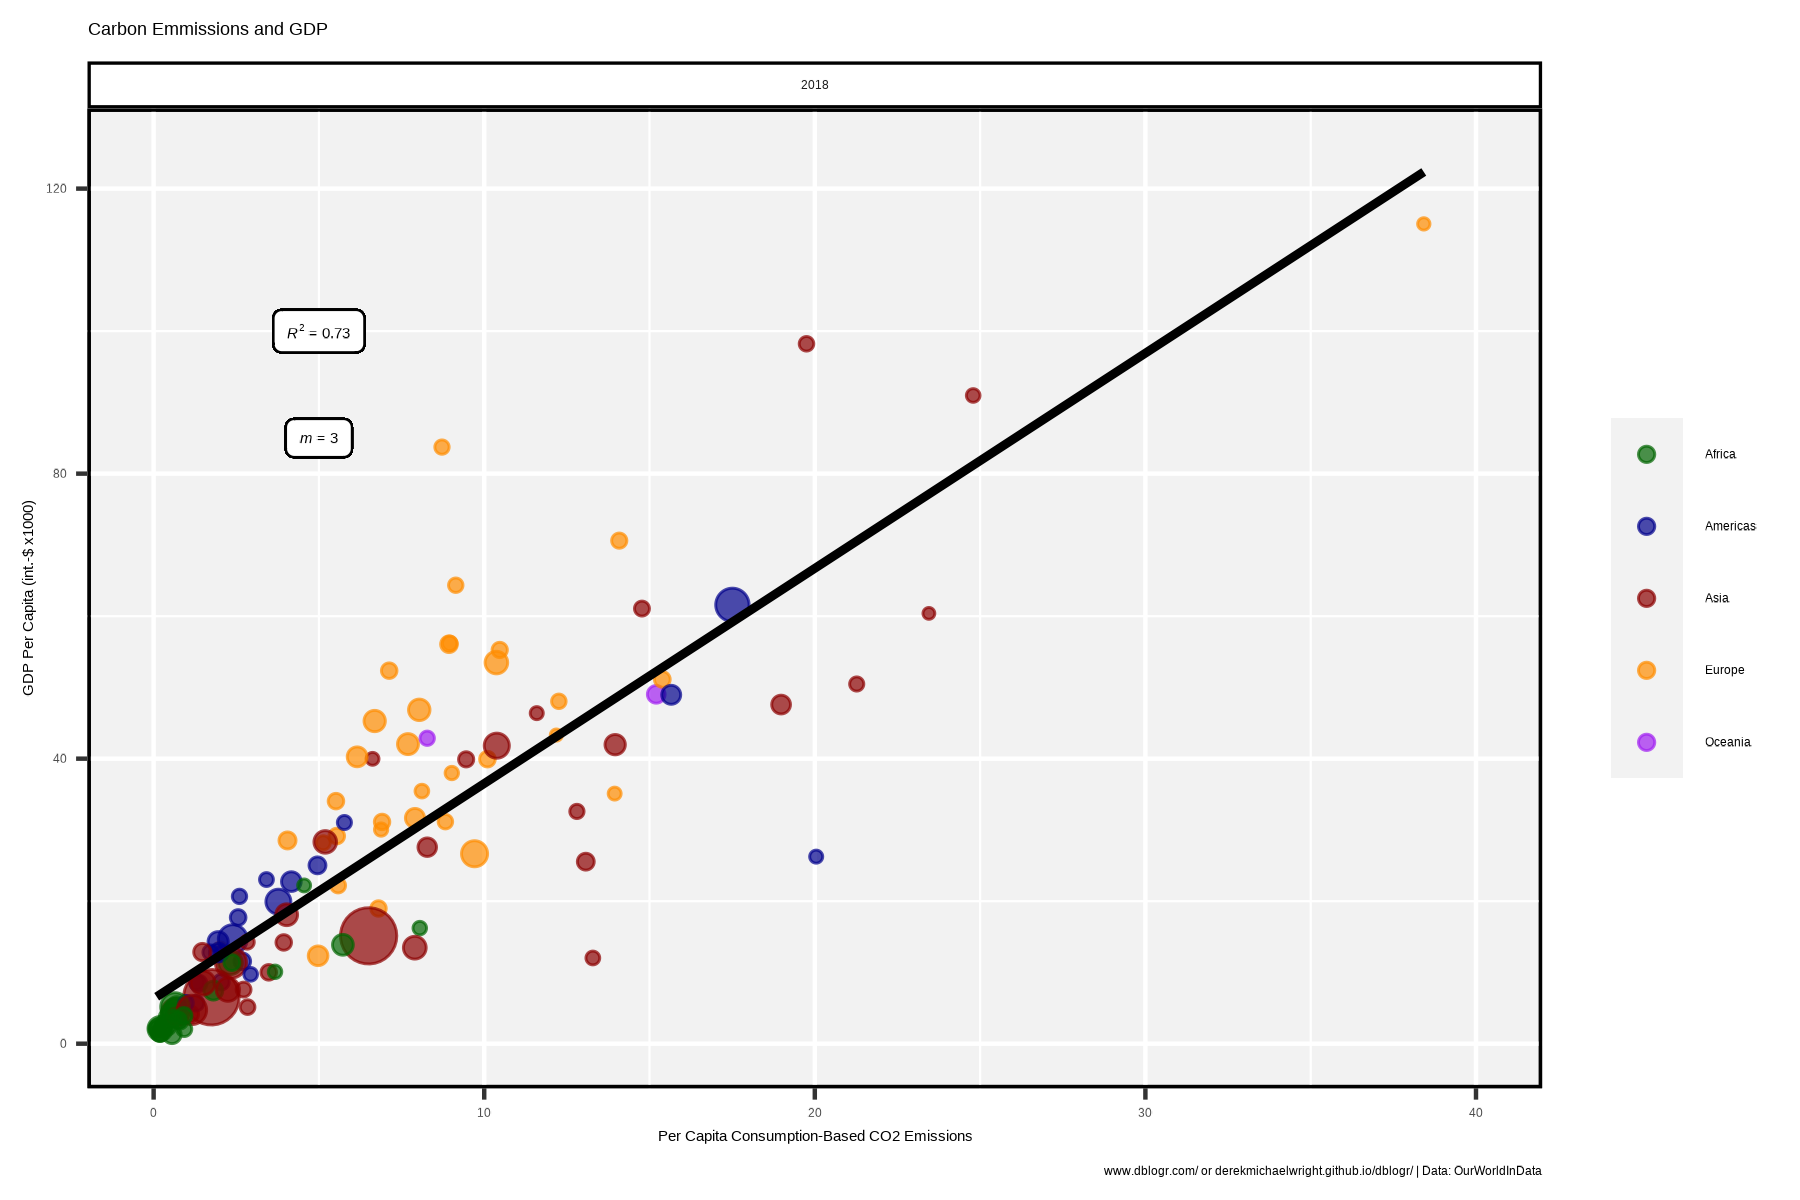 Carbon Emmissions and GDP
2018
120
80
40
0
GDP Per Capita (int.-$ x1000)
R² = 0.73
m = 3
0 10 20 30 40
Per Capita Consumption-Based CO2 Emissions
Africa
Americas
Asia
Europe
Oceania
www.dblogr.com/ or derekmichaelwright.github.io/dblogr/ | Data: OurWorldInData